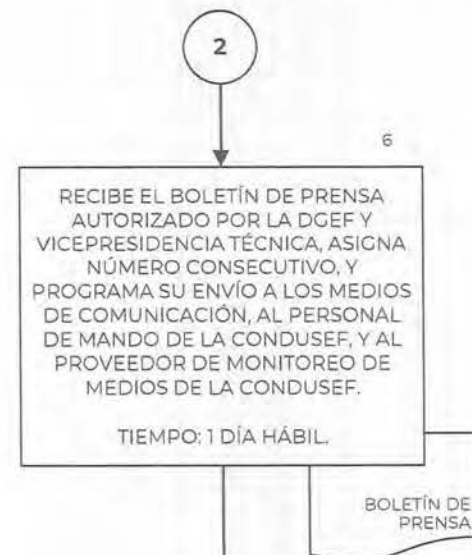 2
6
RECIBE EL BOLETÍN DE PRENSA
AUTORIZADO POR LA DGEF Y
VICEPRESIDENCIA TÉCNICA, ASIGNA
NÚMERO CONSECUTIVO, Y
PROGRAMA SU ENVÍO A LOS MEDIOS
DE COMUNICACIÓN, AL PERSONAL
DE MANDO DE LA CONDUSEF, Y AL
PROVEEDOR DE MONITOREO DE
MEDIOS DE LA CONDUSEF.
TIEMPO: 1 DÍA HÁBIL.
BOLETÍN DE
PRENSA